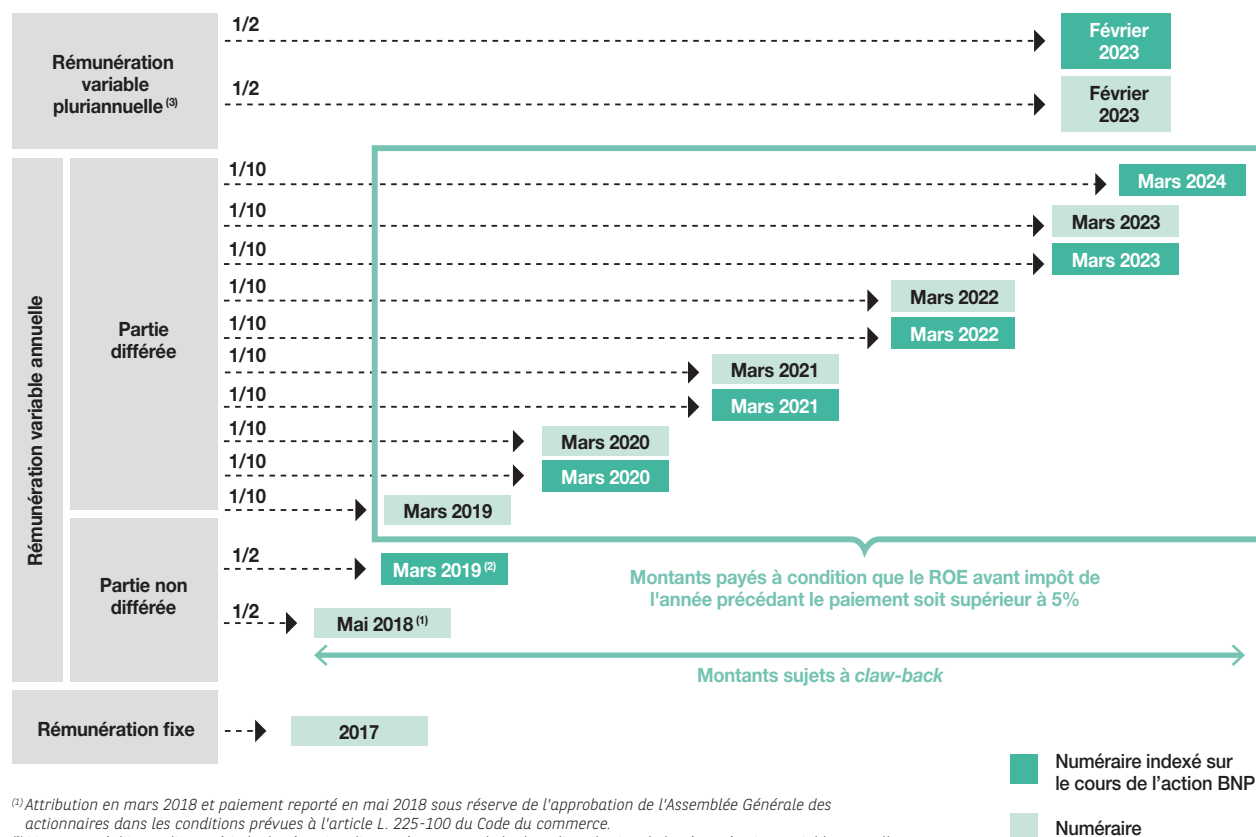 Rémunération
variable
pluriannuelle (3)
1/2
Février
2023
1/2
Février
2023
Rémunération variable annuelle
Partie
différée
1/10
Mars 2024
1/10
Mars 2023
1/10
Mars 2023
1/10
Mars 2022
1/10
Mars 2022
1/10
Mars 2021
1/10
Mars 2021
1/10
Mars 2020
1/10
Mars 2020
1/10
Mars 2019
Partie non
différée
1/2
Mars 2019 (2)
1/2
Mai 2018 (1)
Montants payés à condition que le ROE avant impôt de
l'année précédant le paiement soit supérieur à 5%
Montants sujets à claw-back
Rémunération fixe
2017
Numéraire indexé sur
le cours de l'action BNP
Numéraire
(1) Attribution en mars 2018 et paiement reporté en mai 2018 sous réserve de l'approbation de l'Assemblée Générale des
actionnaires dans les conditions prévues à l'article L. 225-100 du Code du commerce.